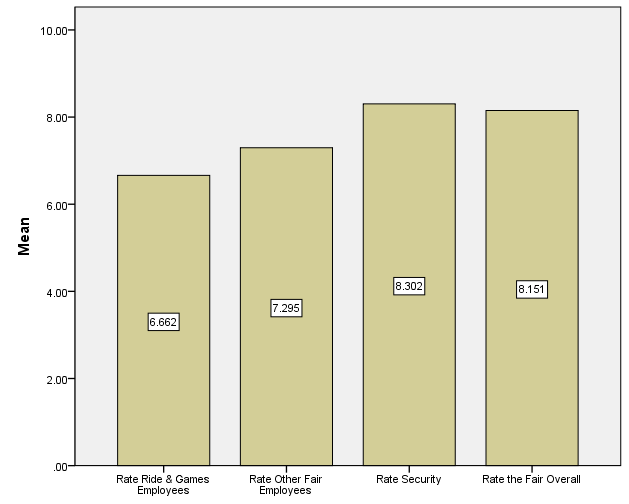 10.00
8.00
6.00
4.00
2.00
.00
Mean
6.662
7.295
8.302
8.151
Rate Ride & Games
Employees
Rate Other Fair
Employees
Rate Security
Rate the Fair Overall